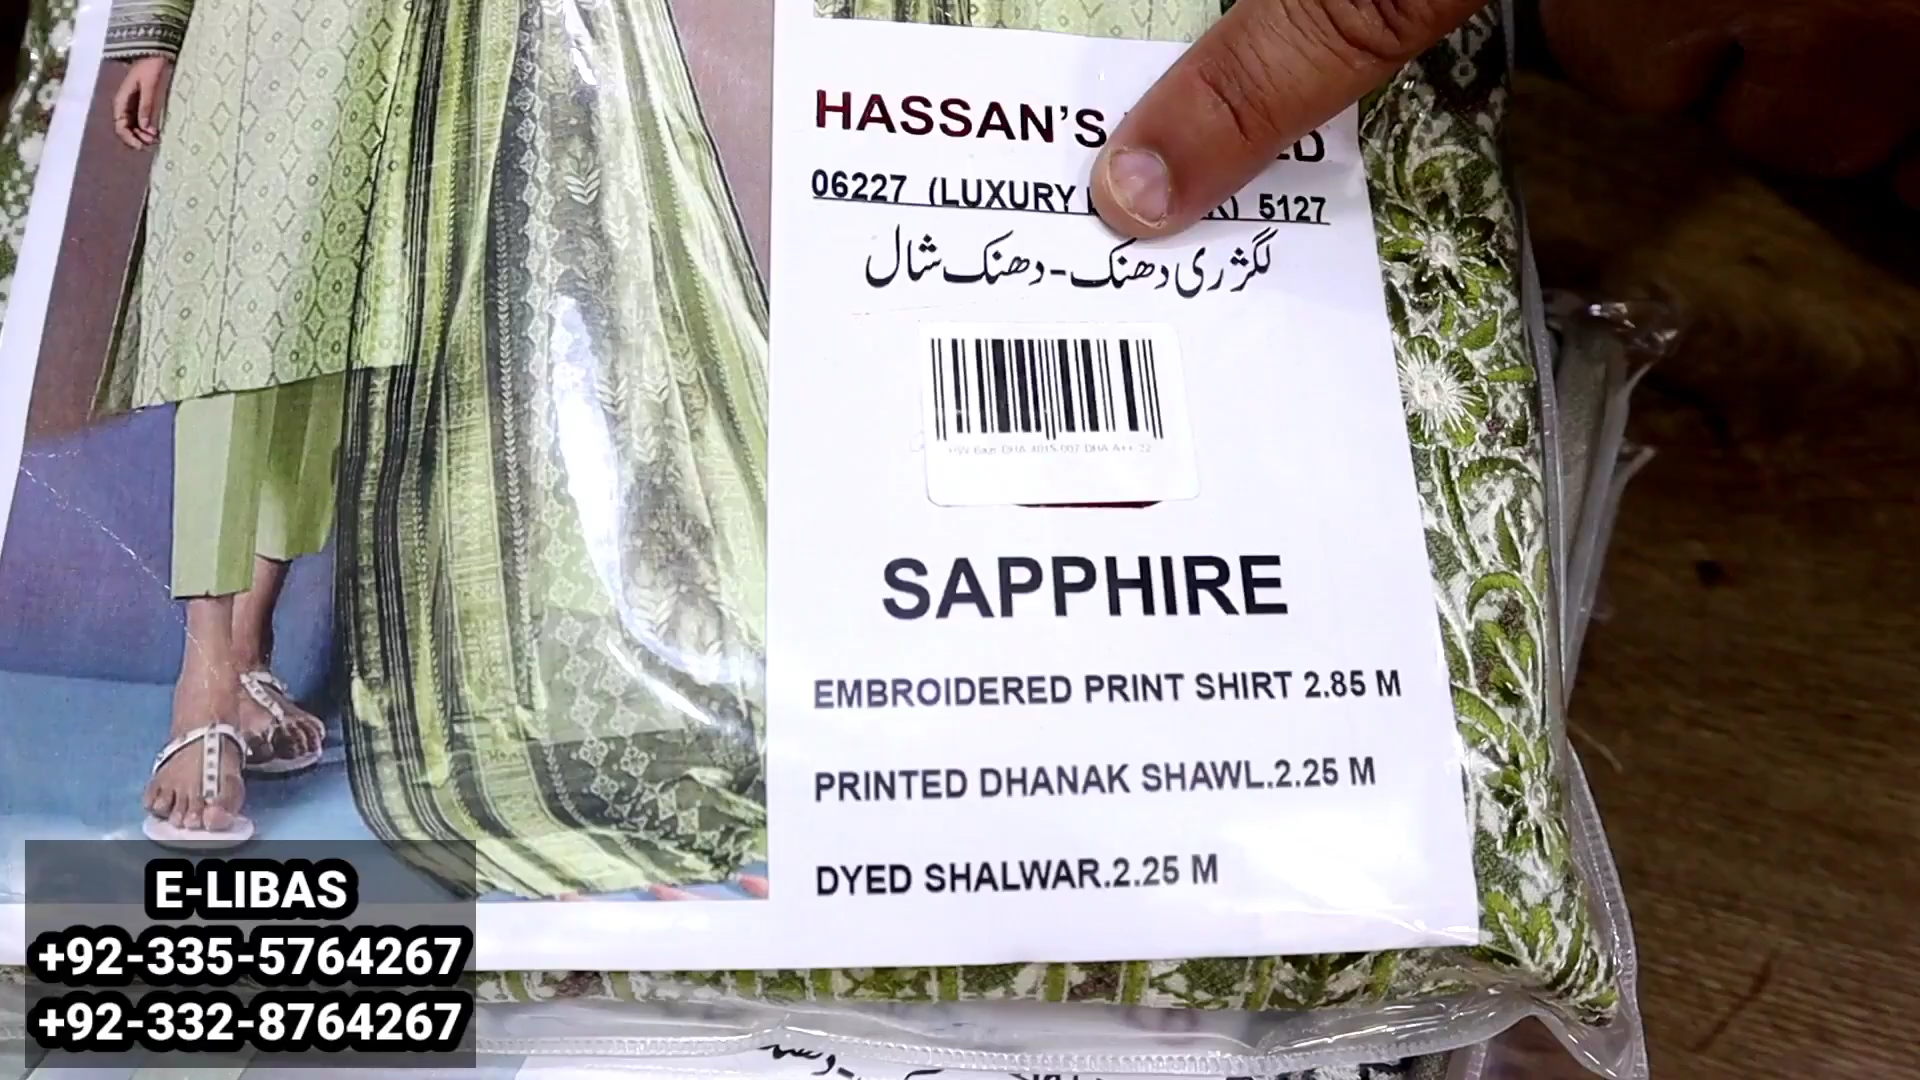 HASSAN'S
06227 (LUXURY 5127
لگژری دھنک - دھنک شال
SAPPHIRE
EMBROIDERED PRINT SHIRT 2.85 M
PRINTED DHANAK SHAWL.2.25 M
DYED SHALWAR.2.25 M
E-LIBAS
+92-335-5764267
+92-332-8764267